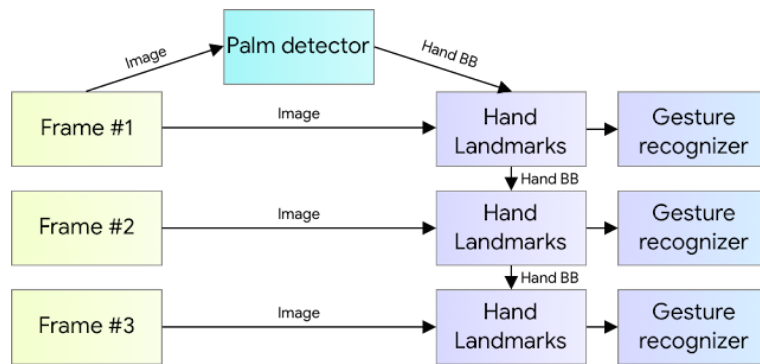 Image
Palm detector
Hand BB
Frame #1
Image
Hand
Landmarks
Gesture
recognizer
Hand BB
Frame #2
Image
Hand
Landmarks
Gesture
recognizer
Hand BB
Frame #3
Image
Hand
Landmarks
Gesture
recognizer